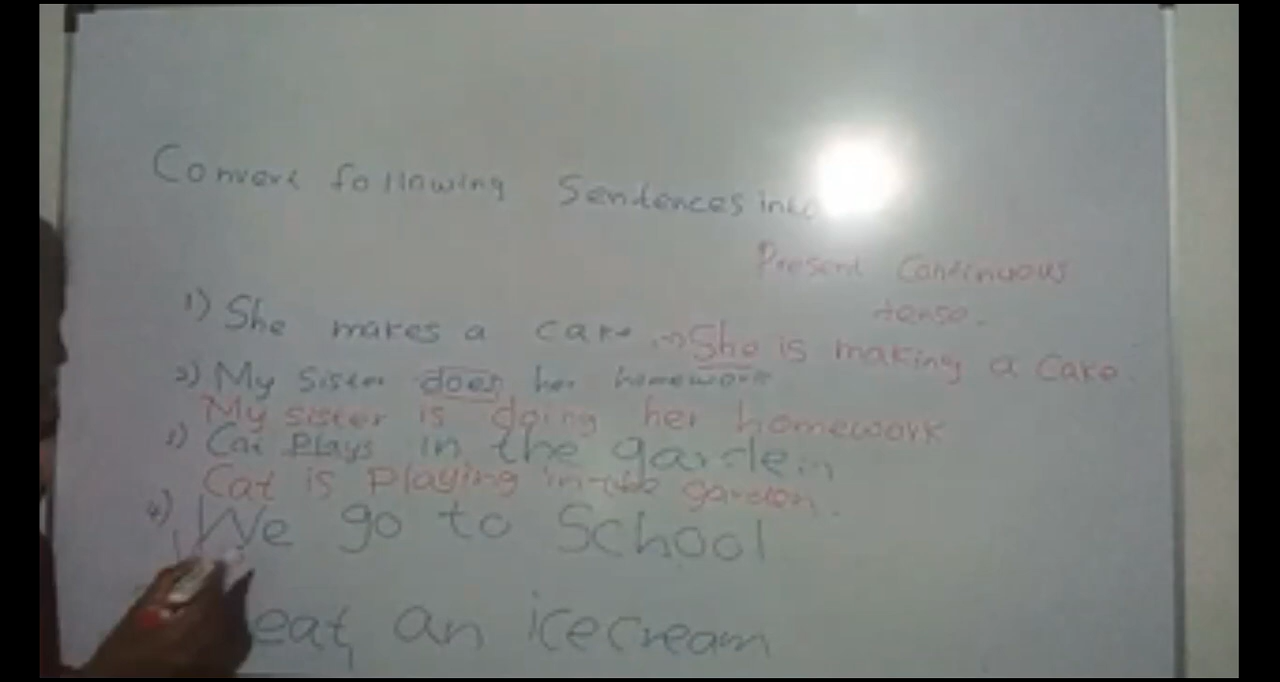 Convert following Sentences into
Present Continuous
tense.
1) She makes a cake → She is making a Cake.
2) My Sister does her homework
My sister is doing her homework
3) Cat Plays in the garden
Cat is Playing in the garden.
4) We go to School
eat an icecream